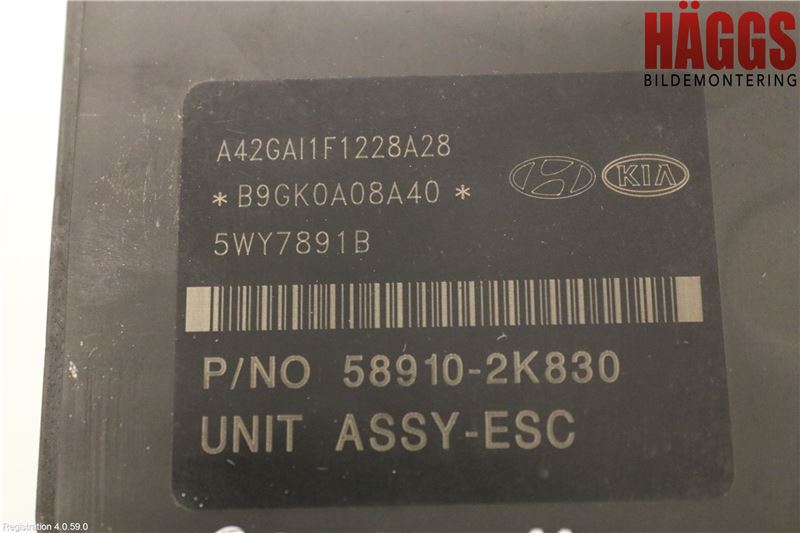 HÄGGS
BILDEMONTERING
A42GAI1F1228A28
*B9GK0A08A40*
KIA
5WY7891B
P/NO 58910-2K830
UNIT ASSY-ESC
Registration 4.0.59.0